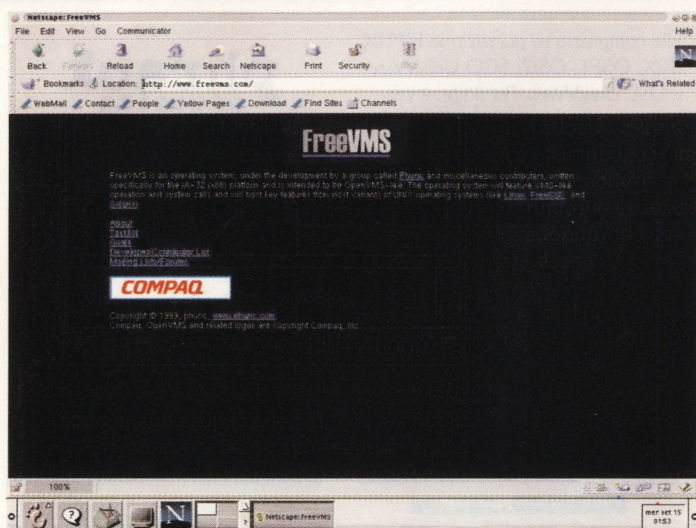 Netscape: FreeVMS
File Edit View Go Communicator Help
Back Forward Reload Home Search Netscape Print Security Stop
Bookmarks Location: http://www.freevms.com/ What's Related
WebMail Contact People Yellow Pages Download Find Sites Channels
FreeVMS
FreeVMS is an operating system, under the development by a group called Phunc and miscellaneous contributers, written
specifically for the IA-32 (x86) platform and is intended to be OpenVMS-like. The operating system will feature VMS-like
operation and system calls and will host key features from most variants of UNIX operating systems like Linux, FreeBSD, and
Solaris.
About
Tasklist
Goals
Developer/Contributor List
Mailing Lists/Forums
COMPAQ
Copyright © 1999, phunc, www.phunc.com
Compaq, OpenVMS and related logos are copyright Compaq, Inc.
100%
N
Netscape: FreeVMS
mer set 15
01:53